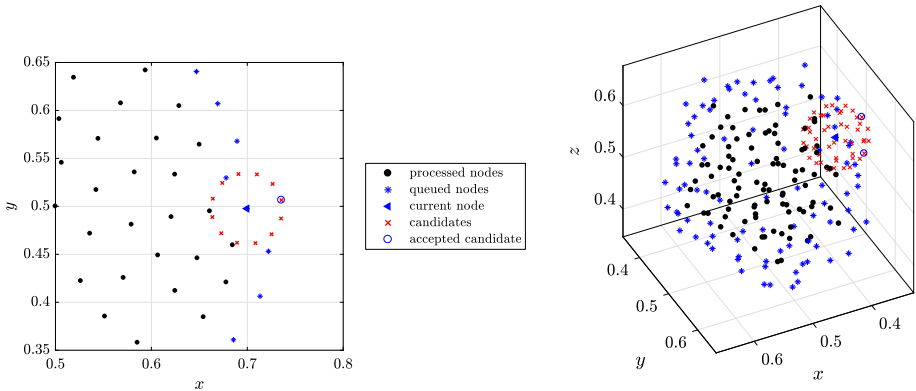 0.65
0.6
0.55
0.5
0.45
0.4
0.35
y
0.5
0.6
0.7
0.8
x
processed nodes
queued nodes
current node
candidates
accepted candidate
z
0.6
0.5
0.4
0.4
0.5
0.6
y
0.6
0.5
0.4
x